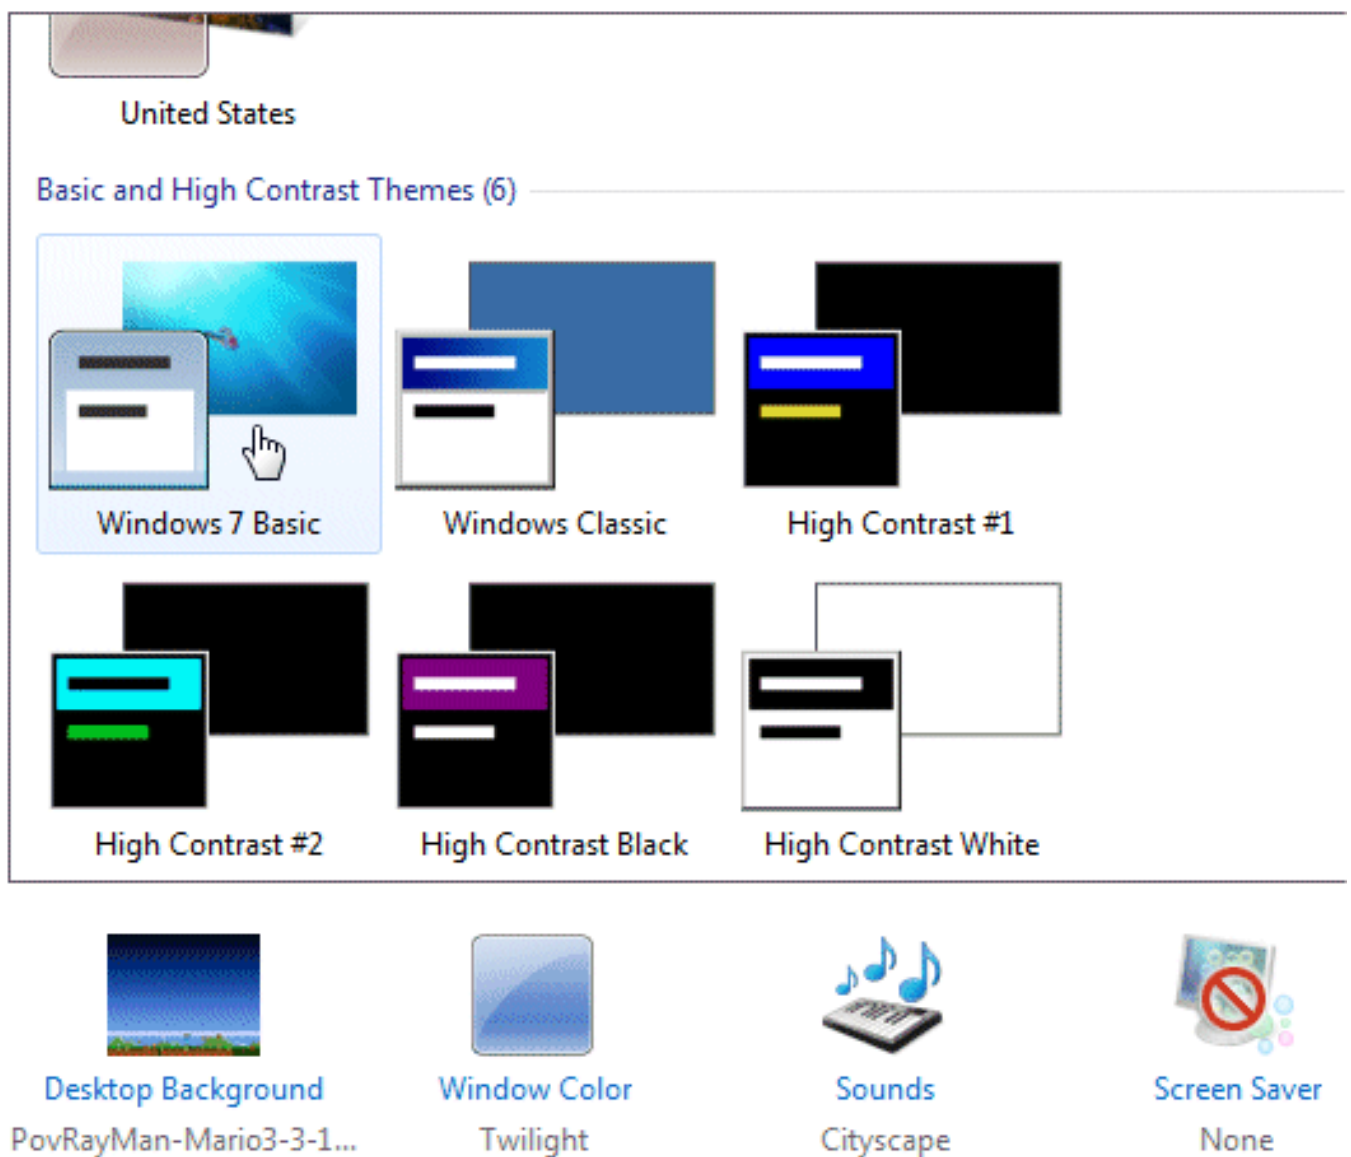 United States
Basic and High Contrast Themes (6)
Windows 7 Basic
Windows Classic
High Contrast #1
High Contrast #2
High Contrast Black
High Contrast White
Desktop Background
Window Color
Sounds
Screen Saver
PovRayMan-Mario3-3-1...
Twilight
Cityscape
None